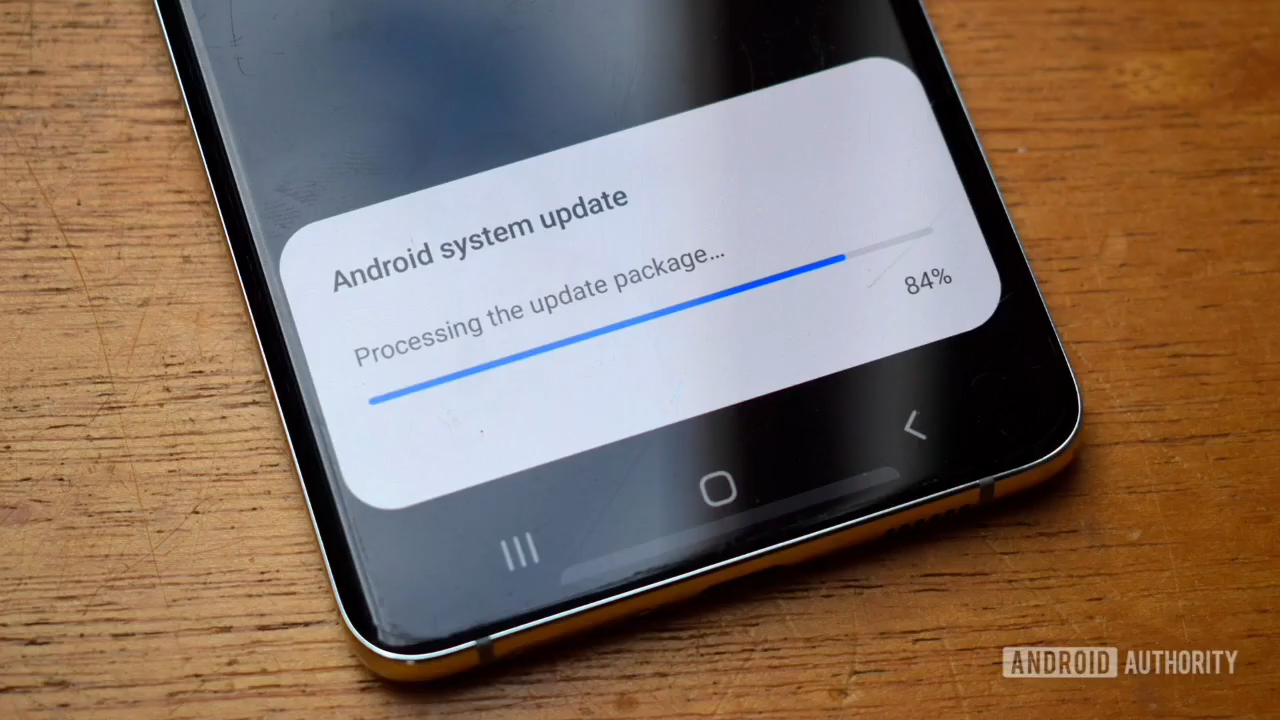 Android system update
Processing the update package...
84%
ANDROID AUTHORITY